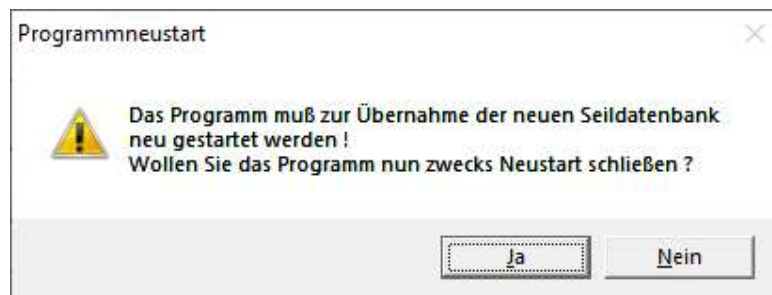 Programmneustart
Das Programm muß zur Übernahme der neuen Seildatenbank
neu gestartet werden !
Wollen Sie das Programm nun zwecks Neustart schließen ?
Ja
Nein